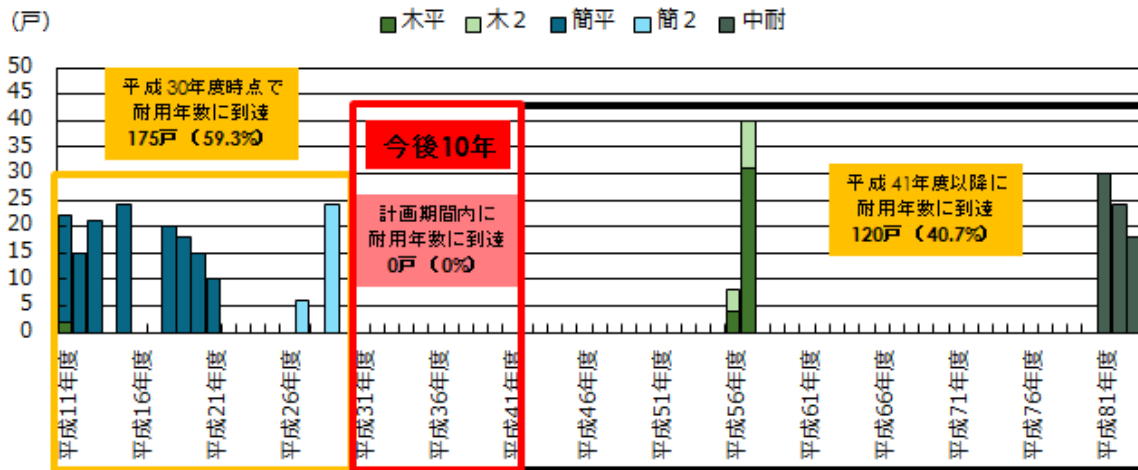 (戸)
木平 木2 簡平 簡2 中耐
50
45
40
35
30
25
20
15
10
5
0
平成30年度時点で
耐用年数に到達
175戸（59.3%）
今後10年
計画期間内に
耐用年数に到達
0戸（0%）
平成41年度以降に
耐用年数に到達
120戸（40.7%）
平成11年度
平成16年度
平成21年度
平成26年度
平成31年度
平成36年度
平成41年度
平成46年度
平成51年度
平成56年度
平成61年度
平成66年度
平成71年度
平成76年度
平成81年度